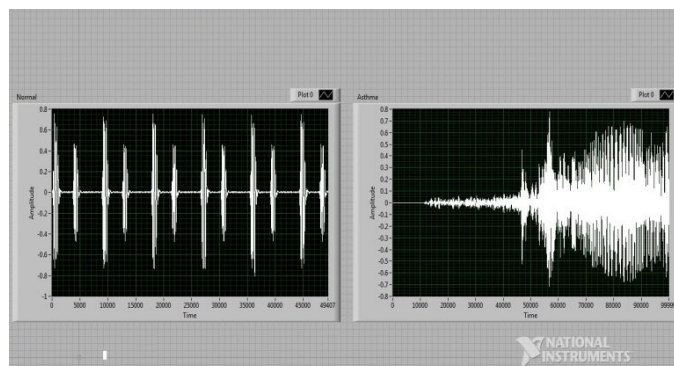 Normal
Plot 0
Amplitude
0.8
0.6
0.4
0.2
0
-0.2
-0.4
-0.6
-0.8
-1
0 5000 10000 15000 20000 25000 30000 35000 40000 45000 49407
Time
Asthma
Plot 0
Amplitude
0.8
0.7
0.6
0.5
0.4
0.3
0.2
0.1
0
-0.1
-0.2
-0.3
-0.4
-0.5
-0.6
-0.7
-0.8
0 10000 20000 30000 40000 50000 60000 70000 80000 90000 99999
Time
NATIONAL
INSTRUMENTS